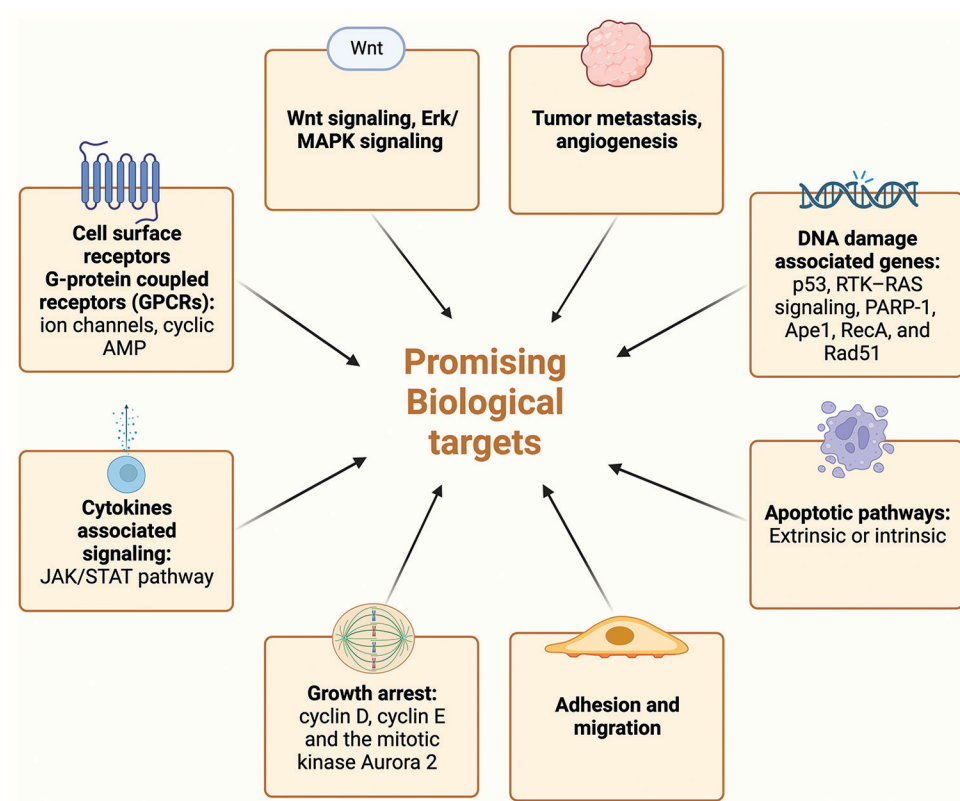 Wnt
Wnt signaling, Erk/
MAPK signaling
Tumor metastasis,
angiogenesis
Cell surface
receptors
G-protein coupled
receptors (GPCRs):
ion channels, cyclic
AMP
DNA damage
associated genes:
p53, RTK–RAS
signaling, PARP-1,
Ape1, RecA, and
Rad51
Promising
Biological
targets
Cytokines
associated
signaling:
JAK/STAT pathway
Apoptotic pathways:
Extrinsic or intrinsic
Growth arrest:
cyclin D, cyclin E
and the mitotic
kinase Aurora 2
Adhesion and
migration